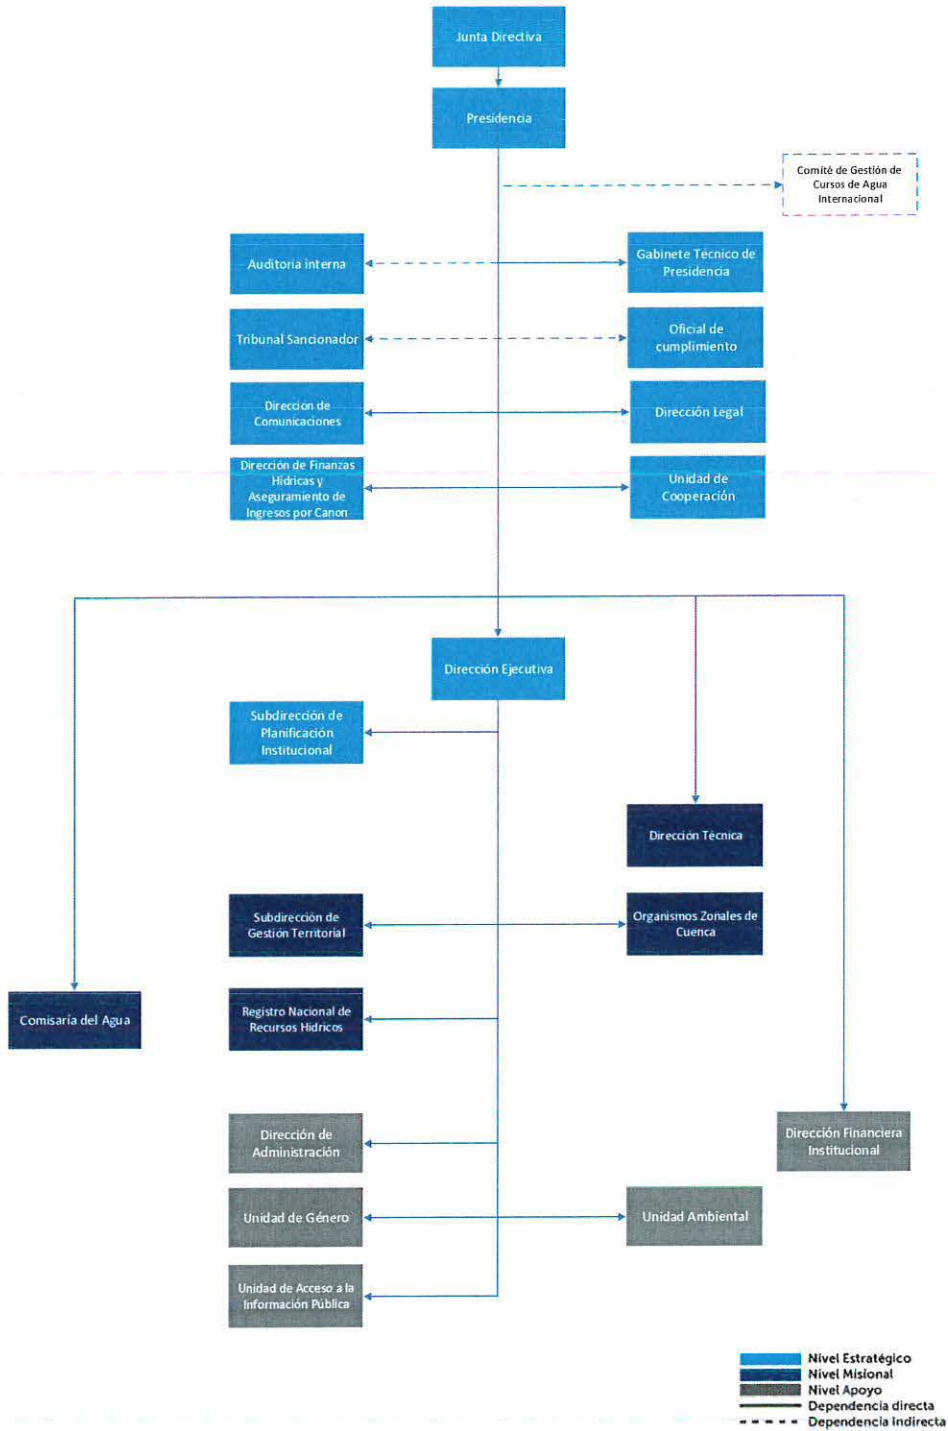 Junta Directiva
Presidencia
Comité de Gestión de
Cursos de Agua
Internacional
Auditoria interna
Gabinete Técnico de
Presidencia
Tribunal Sancionador
Oficial de
cumplimiento
Dirección de
Comunicaciones
Dirección Legal
Dirección de Finanzas
Hídricas y
Aseguramiento de
Ingresos por Canon
Unidad de
Cooperación
Dirección Ejecutiva
Subdirección de
Planificación
Institucional
Dirección Técnica
Subdirección de
Gestión Territorial
Organismos Zonales de
Cuenca
Comisaría del Agua
Registro Nacional de
Recursos Hídricos
Dirección de
Administración
Dirección Financiera
Institucional
Unidad de Género
Unidad Ambiental
Unidad de Acceso a la
Información Pública
Nivel Estratégico
Nivel Misional
Nivel Apoyo
Dependencia directa
Dependencia indirecta